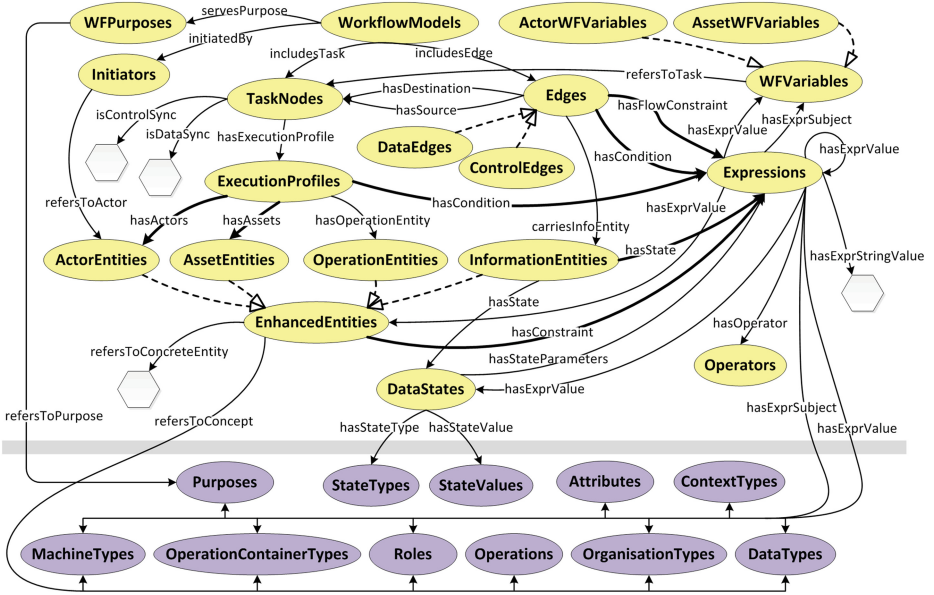 WFPurposes
servesPurpose
WorkflowModels
ActorWFVariables
AssetWFVariables
initiatedBy
includesTask
includesEdge
Initiators
refersToTask
WFVariables
TaskNodes
hasDestination
hasSource
Edges
hasFlowConstraint
isControlSync
isDataSync
hasExecutionProfile
DataEdges
ControlEdges
hasExprValue
hasExprSubject
hasCondition
hasExprValue
ExecutionProfiles
Expressions
hasCondition
hasExprValue
refersToActor
hasActors
hasAssets
hasOperationEntity
carriesInfoEntity
hasState
ActorEntities
AssetEntities
OperationEntities
InformationEntities
hasExprStringValue
hasState
EnhancedEntities
hasConstraint
hasOperator
refersToConcreteEntity
hasStateParameters
Operators
DataStates
hasExprValue
refersToPurpose
refersToConcept
hasExprSubject
hasStateType
hasStateValue
hasExprValue
Purposes
StateTypes
StateValues
Attributes
ContextTypes
MachineTypes
OperationContainerTypes
Roles
Operations
OrganisationTypes
DataTypes